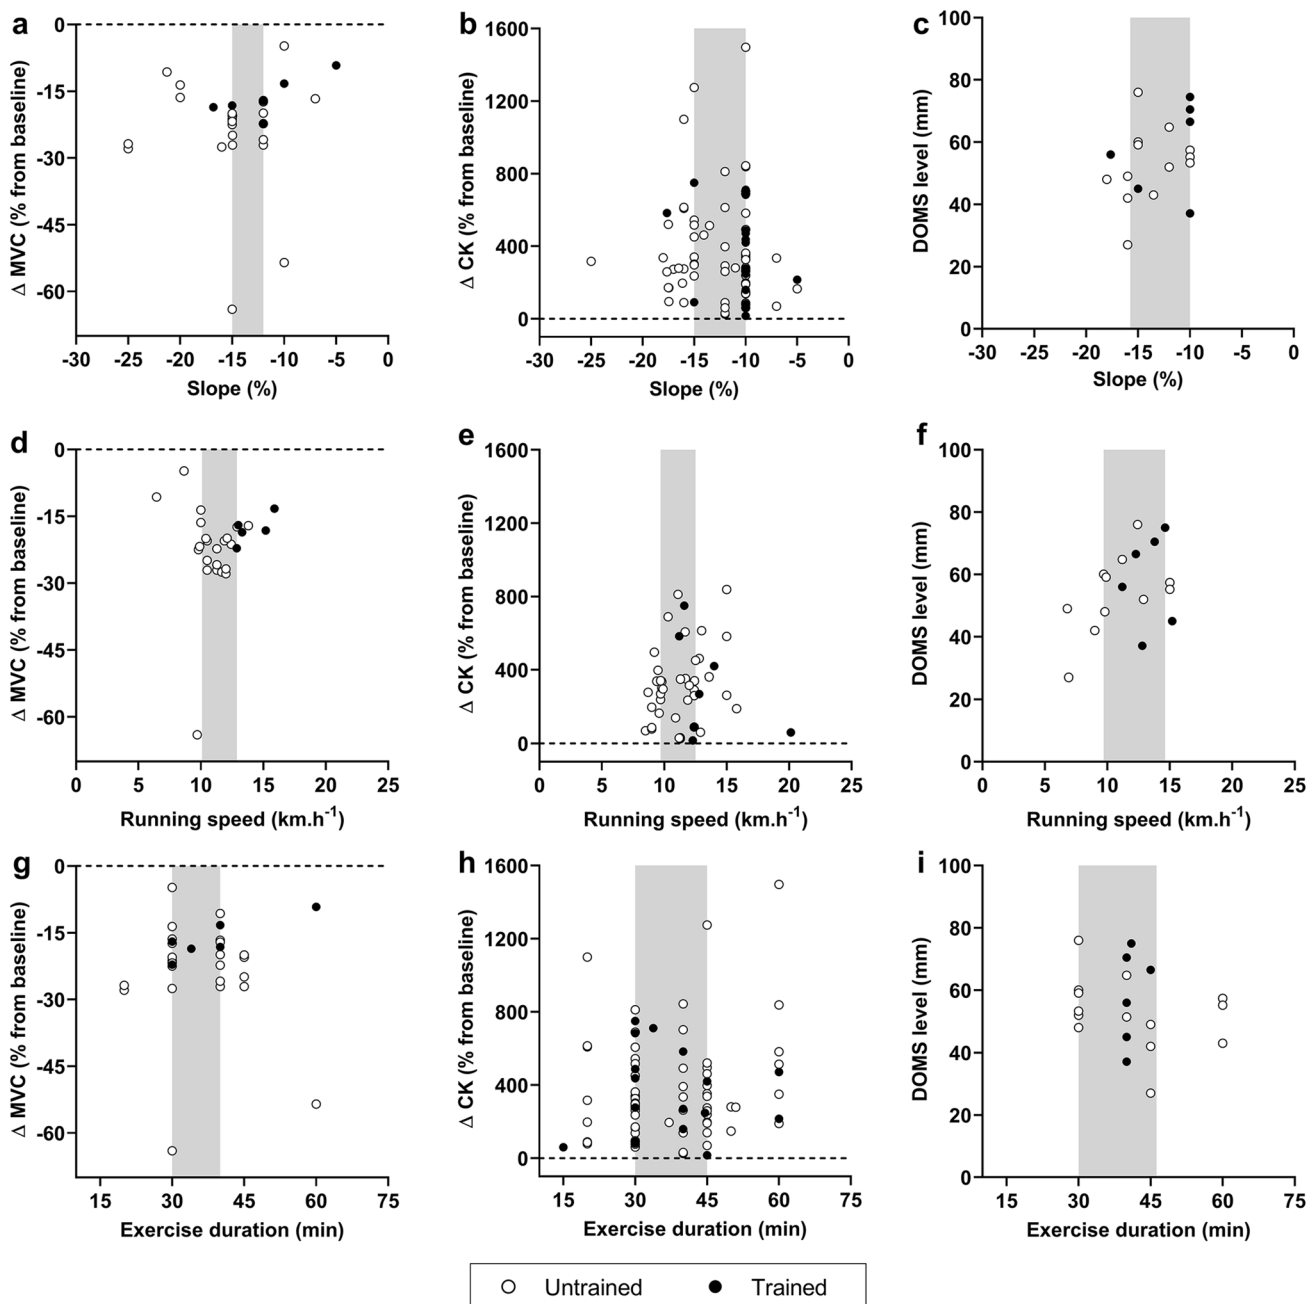 a
0
-15
-30
-45
-60
Δ MVC (% from baseline)
-30 -25 -20 -15 -10 -5 0
Slope (%)
b
1600
1200
800
400
0
Δ CK (% from baseline)
-30 -25 -20 -15 -10 -5 0
Slope (%)
c
100
80
60
40
20
0
DOMS level (mm)
-30 -25 -20 -15 -10 -5 0
Slope (%)
d
0
-15
-30
-45
-60
Δ MVC (% from baseline)
0 5 10 15 20 25
Running speed (km.h⁻¹)
e
1600
1200
800
400
0
Δ CK (% from baseline)
0 5 10 15 20 25
Running speed (km.h⁻¹)
f
100
80
60
40
20
0
DOMS level (mm)
0 5 10 15 20 25
Running speed (km.h⁻¹)
g
0
-15
-30
-45
-60
Δ MVC (% from baseline)
15 30 45 60 75
Exercise duration (min)
h
1600
1200
800
400
0
Δ CK (% from baseline)
15 30 45 60 75
Exercise duration (min)
i
100
80
60
40
20
0
DOMS level (mm)
15 30 45 60 75
Exercise duration (min)
Untrained Trained